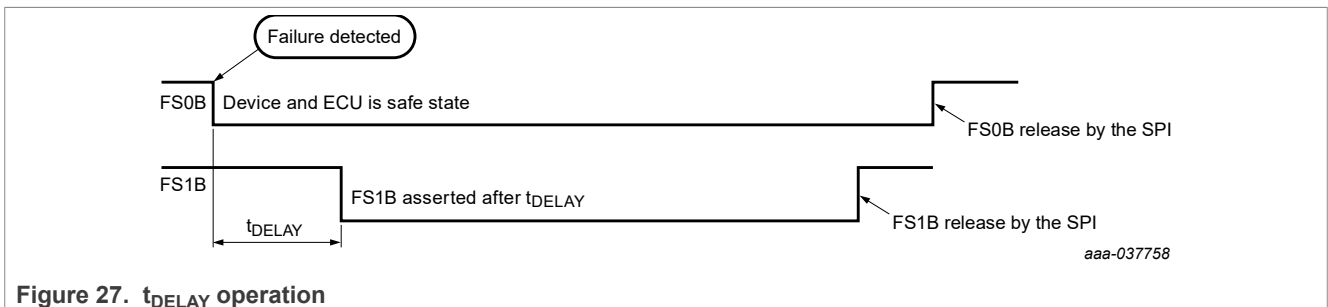 Failure detected
FS0B
Device and ECU is safe state
FS0B release by the SPI
FS1B
FS1B asserted after tDELAY
tDELAY
FS1B release by the SPI
aaa-037758
Figure 27. tDELAY operation